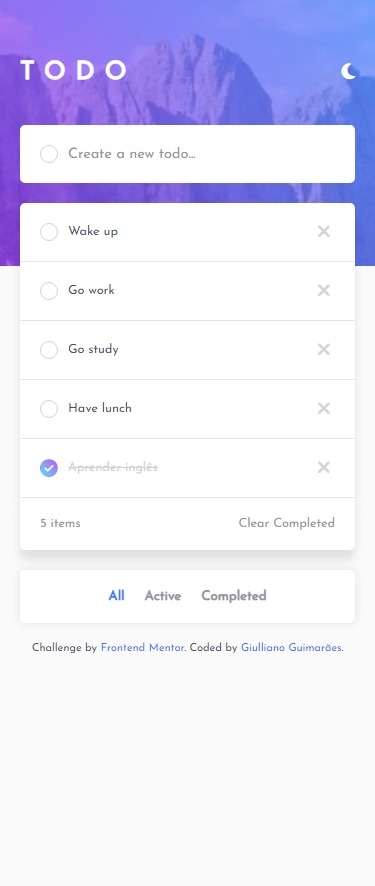 TODO
Create a new todo...
Wake up
Go work
Go study
Have lunch
Aprender inglês
5 items Clear Completed
All Active Completed
Challenge by Frontend Mentor. Coded by Giulliano Guimarães.